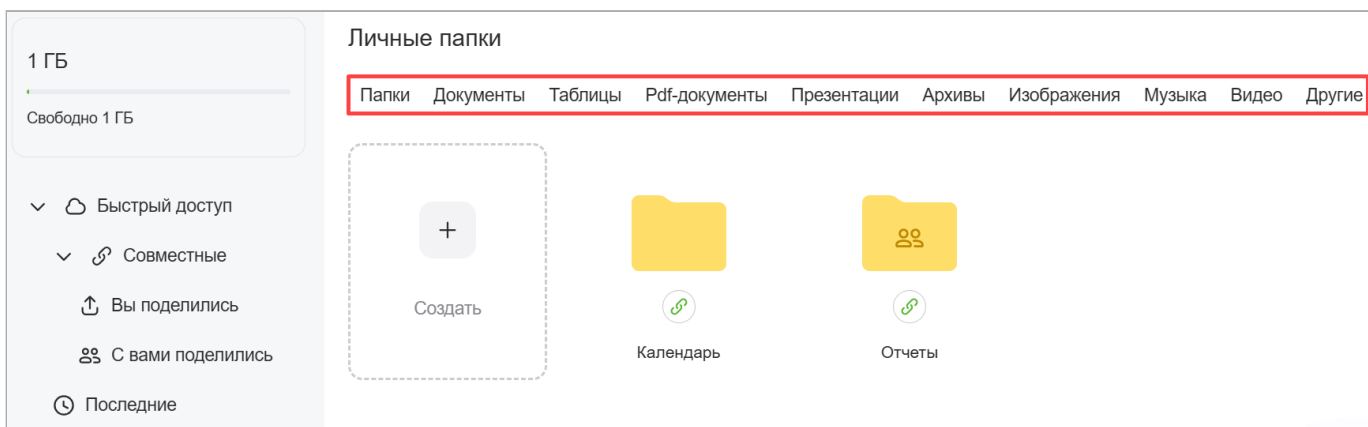 1 ГБ
Свободно 1 ГБ
Быстрый доступ
Совместные
Вы поделились
С вами поделились
Последние
Личные папки
Папки Документы Таблицы Pdf-документы Презентации Архивы Изображения Музыка Видео Другие
Создать
Календарь
Отчеты